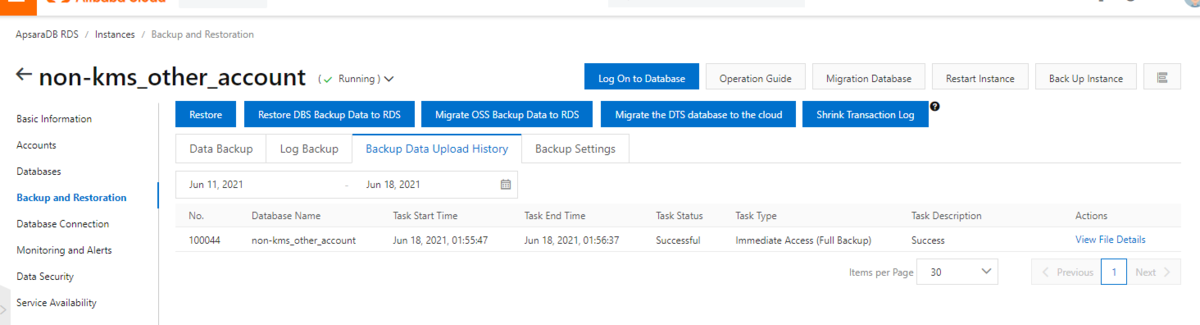 Alibaba Cloud
ApsaraDB RDS / Instances / Backup and Restoration
non-kms_other_account ( Running )
Log On to Database Operation Guide Migration Database Restart Instance Back Up Instance
Restore Restore DBS Backup Data to RDS Migrate OSS Backup Data to RDS Migrate the DTS database to the cloud Shrink Transaction Log ?
Basic Information
Accounts
Databases
Backup and Restoration
Database Connection
Monitoring and Alerts
Data Security
Service Availability
Data Backup Log Backup Backup Data Upload History Backup Settings
Jun 11, 2021 - Jun 18, 2021
No. Database Name Task Start Time Task End Time Task Status Task Type Task Description Actions
100044 non-kms_other_account Jun 18, 2021, 01:55:47 Jun 18, 2021, 01:56:37 Successful Immediate Access (Full Backup) Success View File Details
Items per Page 30 < Previous 1 Next >